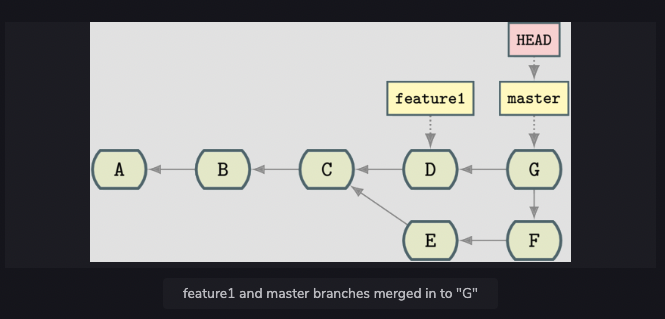 HEAD
feature1
master
A
B
C
D
G
E
F
feature1 and master branches merged in to "G"